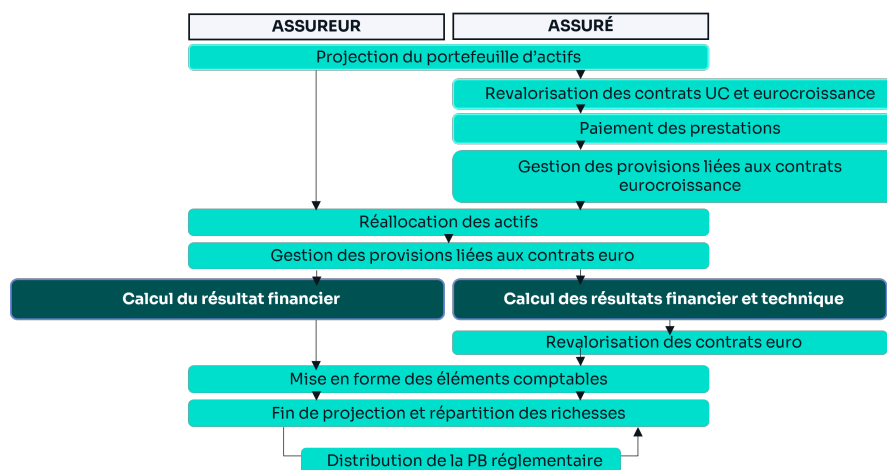 ASSUREUR
ASSURÉ
Projection du portefeuille d'actifs
Revalorisation des contrats UC et eurocroissance
Paiement des prestations
Gestion des provisions liées aux contrats
eurocroissance
Réallocation des actifs
Gestion des provisions liées aux contrats euro
Calcul du résultat financier
Calcul des résultats financier et technique
Revalorisation des contrats euro
Mise en forme des éléments comptables
Fin de projection et répartition des richesses
Distribution de la PB réglementaire